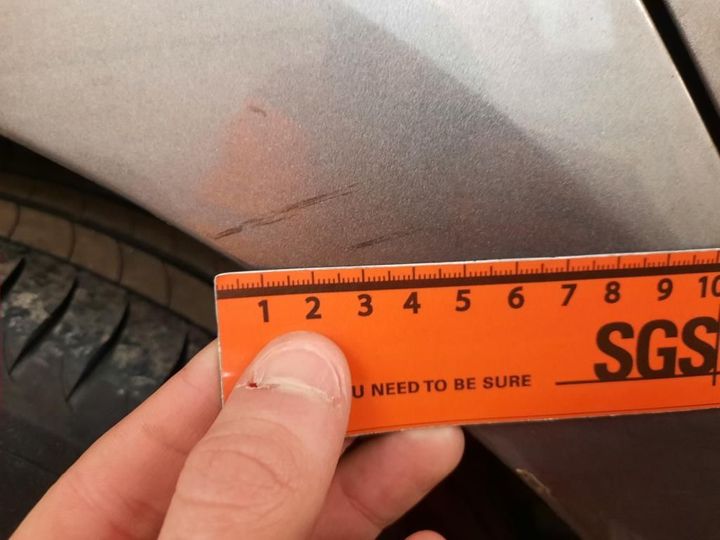 1 2 3 4 5 6 7 8 9 10
SGS
U NEED TO BE SURE